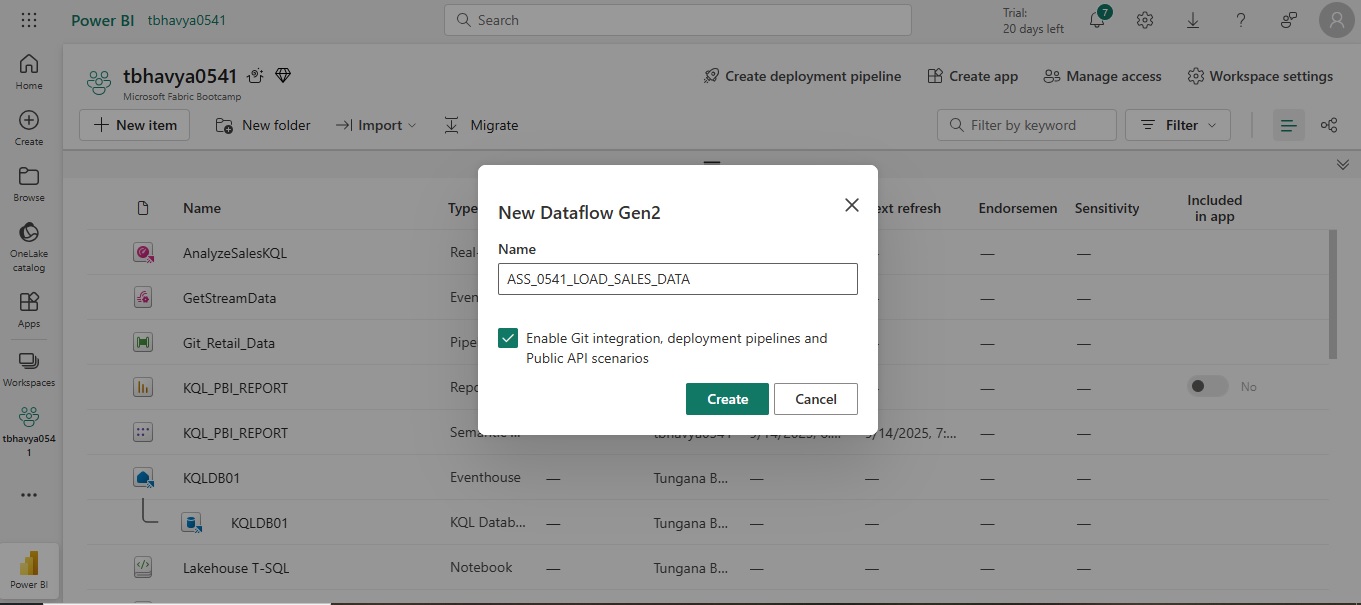 Power BI tbhavya0541 Search Trial: 7
20 days left
Home
Create
Browse
OneLake
catalog
Apps
Workspaces
tbhavya054
1
Power BI
tbhavya0541 Create deployment pipeline Create app Manage access Workspace settings
Microsoft Fabric Bootcamp
New item New folder Import Migrate Filter by keyword Filter
Name Type ext refresh Endorsemen Sensitivity Included
in app
New Dataflow Gen2
Name
ASS_0541_LOAD_SALES_DATA
Enable Git integration, deployment pipelines and
Public API scenarios
Create Cancel
AnalyzeSalesKQL Real- — —
GetStreamData Even — —
Git_Retail_Data Pipe — —
KQL_PBI_REPORT Repo — — No
KQL_PBI_REPORT Semantic ... tbhavya0541 9/14/2025, 6:... 9/14/2025, 7:... — —
KQLDB01 Eventhouse — Tungana B... — — — —
KQLDB01 KQL Datab... — Tungana B... — — — —
Lakehouse T-SQL Notebook — Tungana B... — — — —